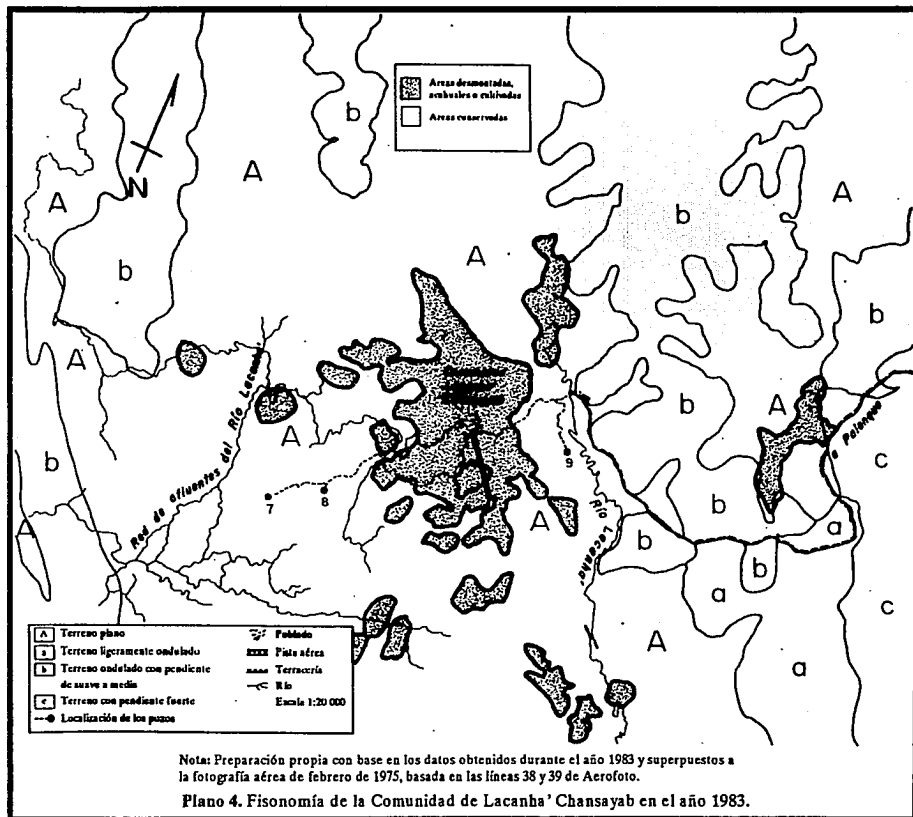 Areas desmontadas,
acahuales o cultivadas
Areas conservadas
b
A
A
N
b
A
A
b
A
b
b
A
A
b
A
a Palenque
c
Red de afluentes del Río Lacanha.
A
7
8
9
A
Río Lacanha.
b
b
a
b
a
c
A
a
A
A Terreno plano
a Terreno ligeramente ondulado
b Terreno ondulado con pendiente
de suave a media
c Terreno con pendiente fuerte
Localización de los pozos
Poblado
Pista aérea
Terracería
Río
Escala 1:20 000
Nota: Preparación propia con base en los datos obtenidos durante el año 1983 y superpuestos a
la fotografía aérea de febrero de 1975, basada en las líneas 38 y 39 de Aerofoto.
Plano 4. Fisonomía de la Comunidad de Lacanha' Chansayab en el año 1983.